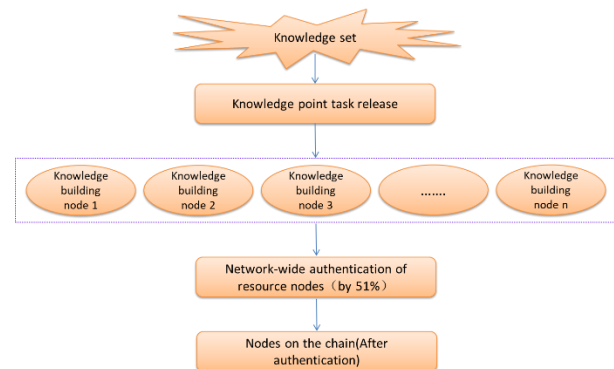 Knowledge set
Knowledge point task release
Knowledge
building
node 1
Knowledge
building
node 2
Knowledge
building
node 3
.......
Knowledge
building
node n
Network-wide authentication of
resource nodes（by 51%）
Nodes on the chain(After
authentication)